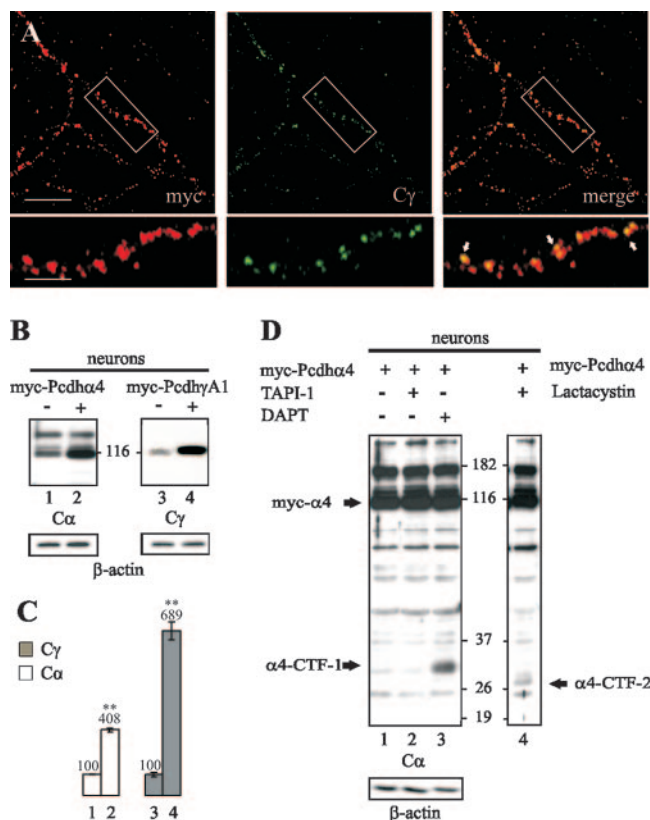 A
myc
Cγ
merge
B
neurons
myc-Pcdhα4
myc-PcdhγA1
- + - +
116
1 2 3 4
Cα Cγ
β-actin
C
Cγ
Cα
100
**
408
100
**
689
1 2 3 4
D
neurons
myc-Pcdhα4 + + + + myc-Pcdhα4
TAPI-1 - + - + Lactacystin
DAPT - - +
182
myc-α4
116
37
α4-CTF-1
26
α4-CTF-2
19
1 2 3 4
Cα
β-actin